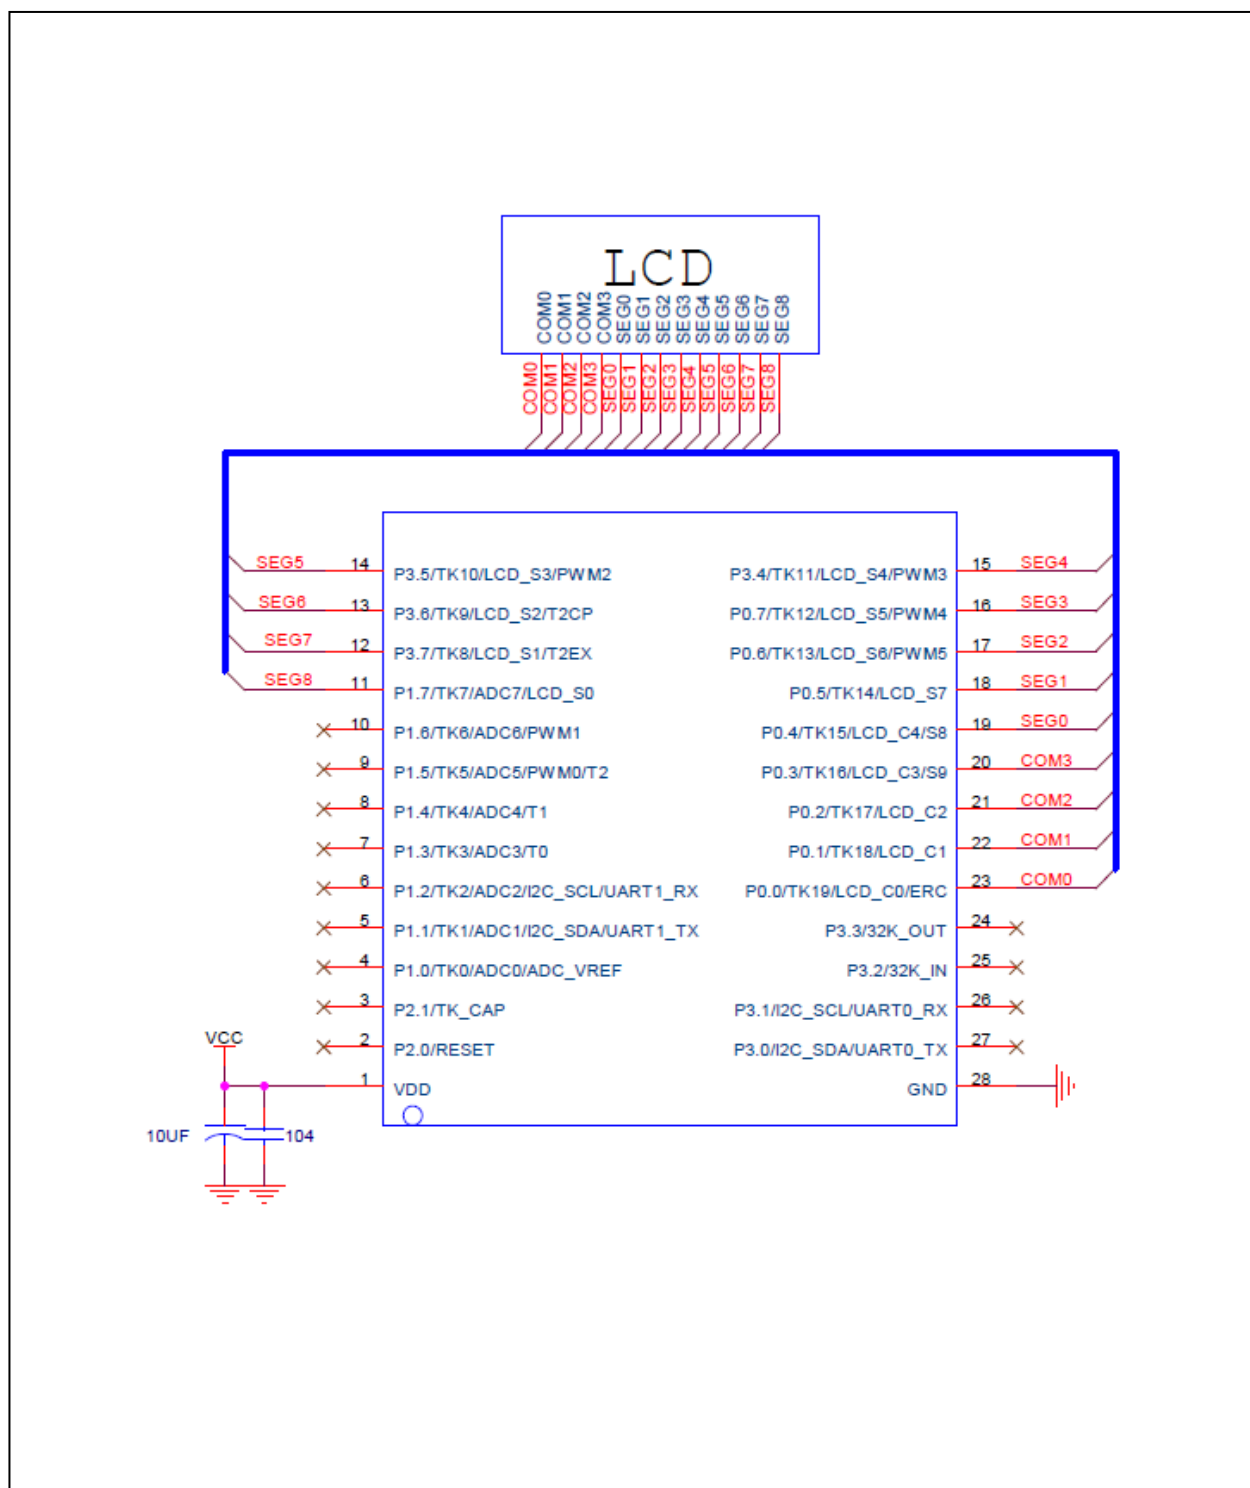 LCD
COM0 COM1 COM2 COM3 SEG0 SEG1 SEG2 SEG3 SEG4 SEG5 SEG6 SEG7 SEG8
COM0 COM1 COM2 COM3 SEG0 SEG1 SEG2 SEG3 SEG4 SEG5 SEG6 SEG7 SEG8
SEG5 14 P3.5/TK10/LCD_S3/PWM2 P3.4/TK11/LCD_S4/PWM3 15 SEG4
SEG6 13 P3.6/TK9/LCD_S2/T2CP P0.7/TK12/LCD_S5/PWM4 16 SEG3
SEG7 12 P3.7/TK8/LCD_S1/T2EX P0.6/TK13/LCD_S6/PWM5 17 SEG2
SEG8 11 P1.7/TK7/ADC7/LCD_S0 P0.5/TK14/LCD_S7 18 SEG1
10 P1.6/TK6/ADC6/PWM1 P0.4/TK15/LCD_C4/S8 19 SEG0
9 P1.5/TK5/ADC5/PWM0/T2 P0.3/TK16/LCD_C3/S9 20 COM3
8 P1.4/TK4/ADC4/T1 P0.2/TK17/LCD_C2 21 COM2
7 P1.3/TK3/ADC3/T0 P0.1/TK18/LCD_C1 22 COM1
6 P1.2/TK2/ADC2/I2C_SCL/UART1_RX P0.0/TK19/LCD_C0/ERC 23 COM0
5 P1.1/TK1/ADC1/I2C_SDA/UART1_TX P3.3/32K_OUT 24
4 P1.0/TK0/ADC0/ADC_VREF P3.2/32K_IN 25
3 P2.1/TK_CAP P3.1/I2C_SCL/UART0_RX 26
VCC 2 P2.0/RESET P3.0/I2C_SDA/UART0_TX 27
1 VDD GND 28
10UF 104